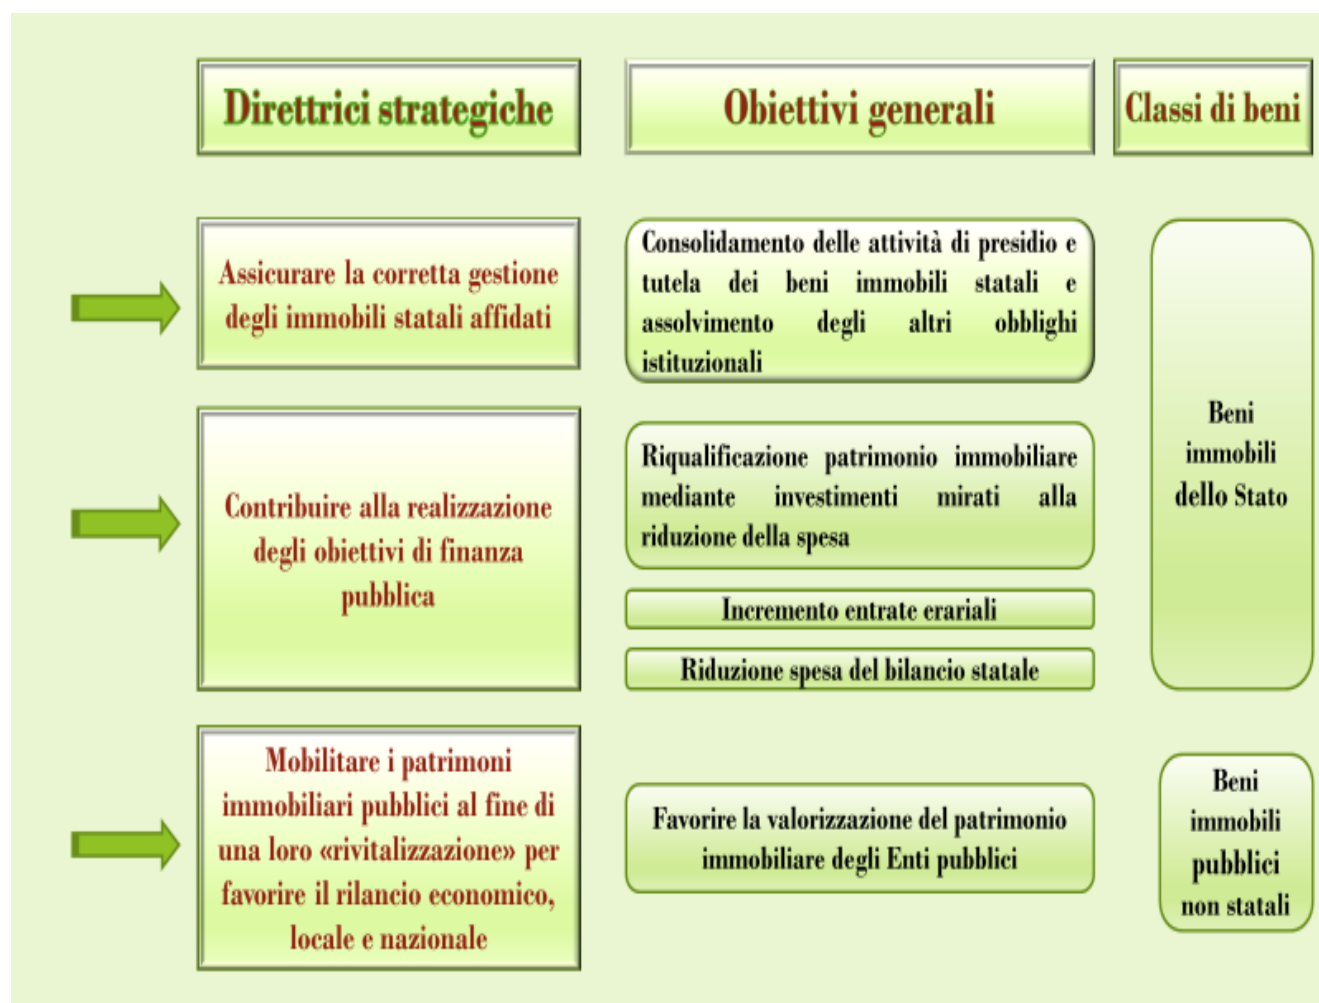 Direttrici strategiche
Obiettivi generali
Classi di beni
Assicurare la corretta gestione
degli immobili statali affidati
Consolidamento delle attività di presidio e
tutela dei beni immobili statali e
assolvimento degli altri obblighi
istituzionali
Contribuire alla realizzazione
degli obiettivi di finanza
pubblica
Riqualificazione patrimonio immobiliare
mediante investimenti mirati alla
riduzione della spesa
Incremento entrate erariali
Riduzione spesa del bilancio statale
Beni
immobili
dello Stato
Mobilitare i patrimoni
immobiliari pubblici al fine di
una loro «rivitalizzazione» per
favorire il rilancio economico,
locale e nazionale
Favorire la valorizzazione del patrimonio
immobiliare degli Enti pubblici
Beni
immobili
pubblici
non statali